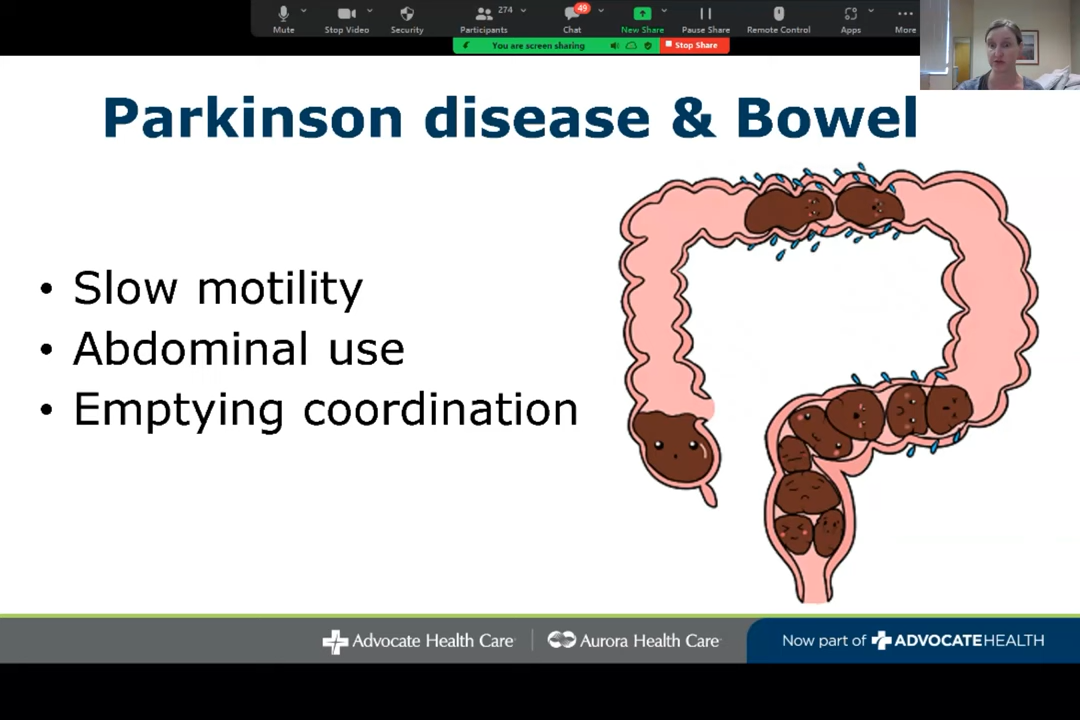 274
49
Mute
Stop Video
Security
Participants
Chat
New Share
Pause Share
Remote Control
Apps
More
You are screen sharing
Stop Share
Parkinson disease & Bowel
• Slow motility
• Abdominal use
• Emptying coordination
Advocate Health Care
Aurora Health Care
Now part of ADVOCATEHEALTH